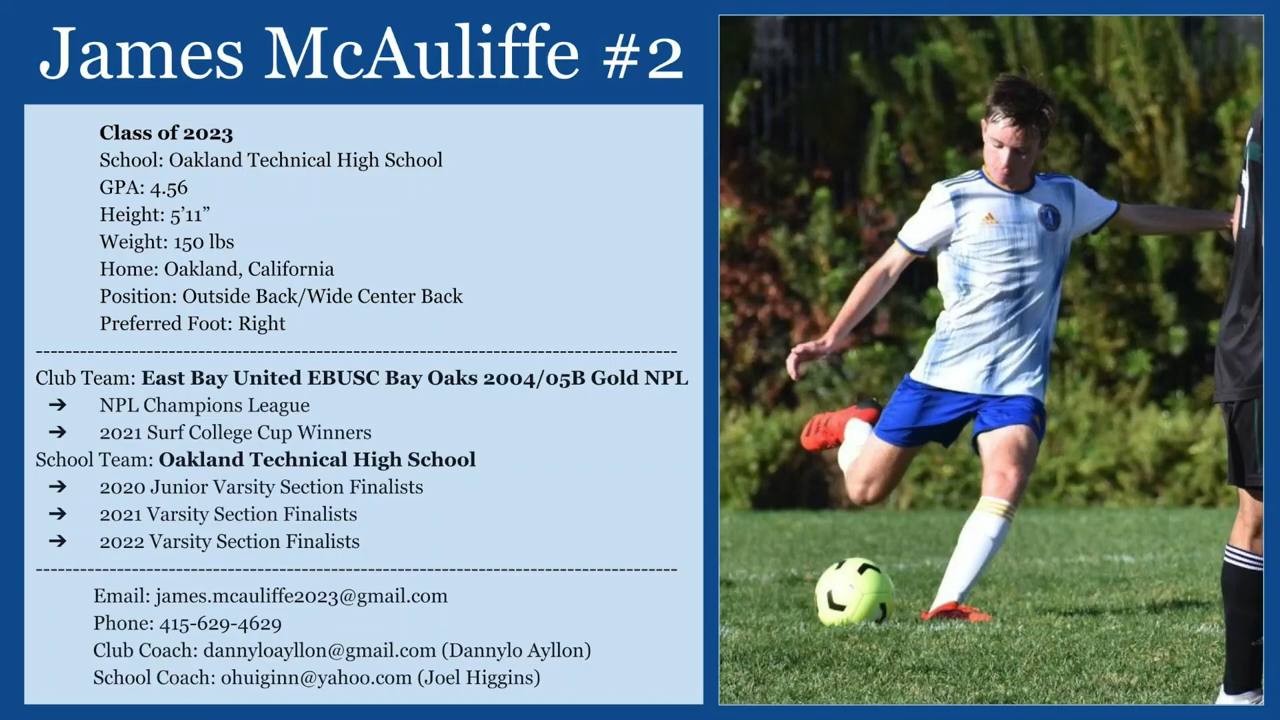 James McAuliffe #2
Class of 2023
School: Oakland Technical High School
GPA: 4.56
Height: 5’11”
Weight: 150 lbs
Home: Oakland, California
Position: Outside Back/Wide Center Back
Preferred Foot: Right
-----------------------------------------------------------------------------------------
Club Team: East Bay United EBUSC Bay Oaks 2004/05B Gold NPL
➔ NPL Champions League
➔ 2021 Surf College Cup Winners
School Team: Oakland Technical High School
➔ 2020 Junior Varsity Section Finalists
➔ 2021 Varsity Section Finalists
➔ 2022 Varsity Section Finalists
-----------------------------------------------------------------------------------------
Email: james.mcauliffe2023@gmail.com
Phone: 415-629-4629
Club Coach: dannyloayllon@gmail.com (Dannylo Ayllon)
School Coach: ohuiginn@yahoo.com (Joel Higgins)